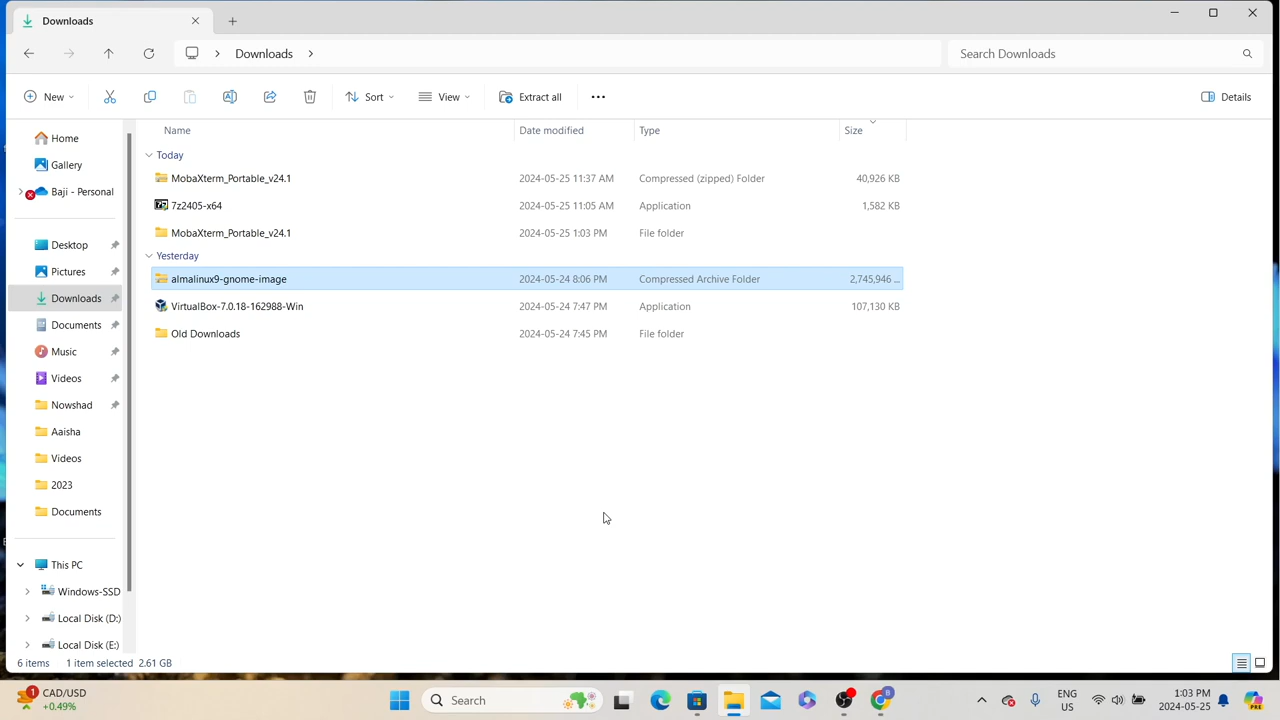 Downloads
Downloads
Search Downloads
New
Sort
View
Extract all
Details
Name Date modified Type Size
Home
Gallery
Baji - Personal
Desktop
Pictures
Downloads
Documents
Music
Videos
Nowshad
Aaisha
Videos
2023
Documents
This PC
Windows-SSD
Local Disk (D:)
Local Disk (E:)
Today
MobaXterm_Portable_v24.1 2024-05-25 11:37 AM Compressed (zipped) Folder 40,926 KB
7z2405-x64 2024-05-25 11:05 AM Application 1,582 KB
MobaXterm_Portable_v24.1 2024-05-25 1:03 PM File folder
Yesterday
almalinux9-gnome-image 2024-05-24 8:06 PM Compressed Archive Folder 2,745,946 ...
VirtualBox-7.0.18-162988-Win 2024-05-24 7:47 PM Application 107,130 KB
Old Downloads 2024-05-24 7:45 PM File folder
6 items 1 item selected 2.61 GB
1
CAD/USD
+0.49%
Search
ENG
US
1:03 PM
2024-05-25
PRE